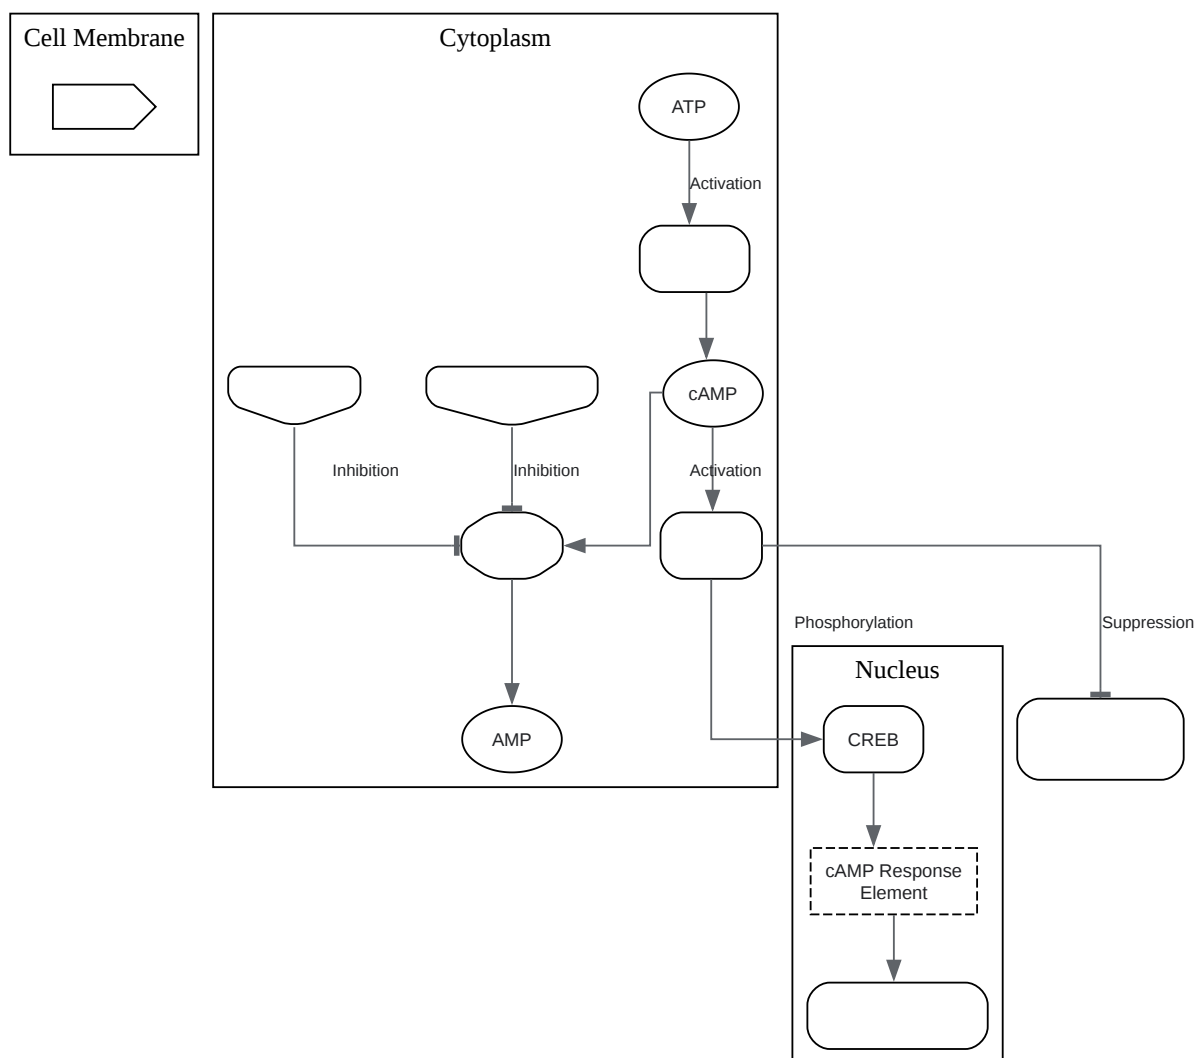 Cell Membrane
Cytoplasm
ATP
Activation
cAMP
Inhibition
Inhibition
Activation
Phosphorylation
Suppression
Nucleus
AMP
CREB
cAMP Response
Element